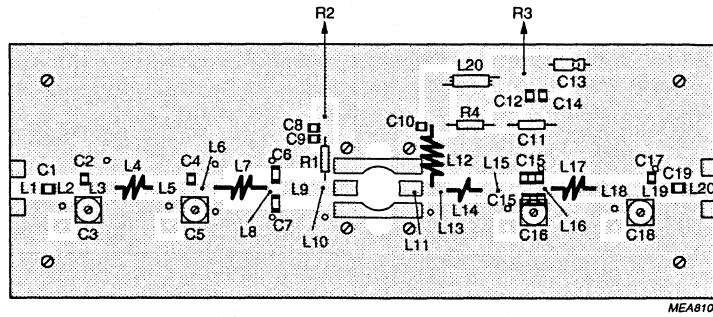 R2 R3
L20 C13
C12 C14
C8 C10 R4 C11
C9
L6 C6 R1 L12
C1 C2 L4 C4 L7 L15 C15 L17 C17 C19
L1 L2 L3 L5 L9 C15 L18 L19 L20
C3 C5 L8 C7 L10 L11 L13 L14 C16 L16 C18
MEA810